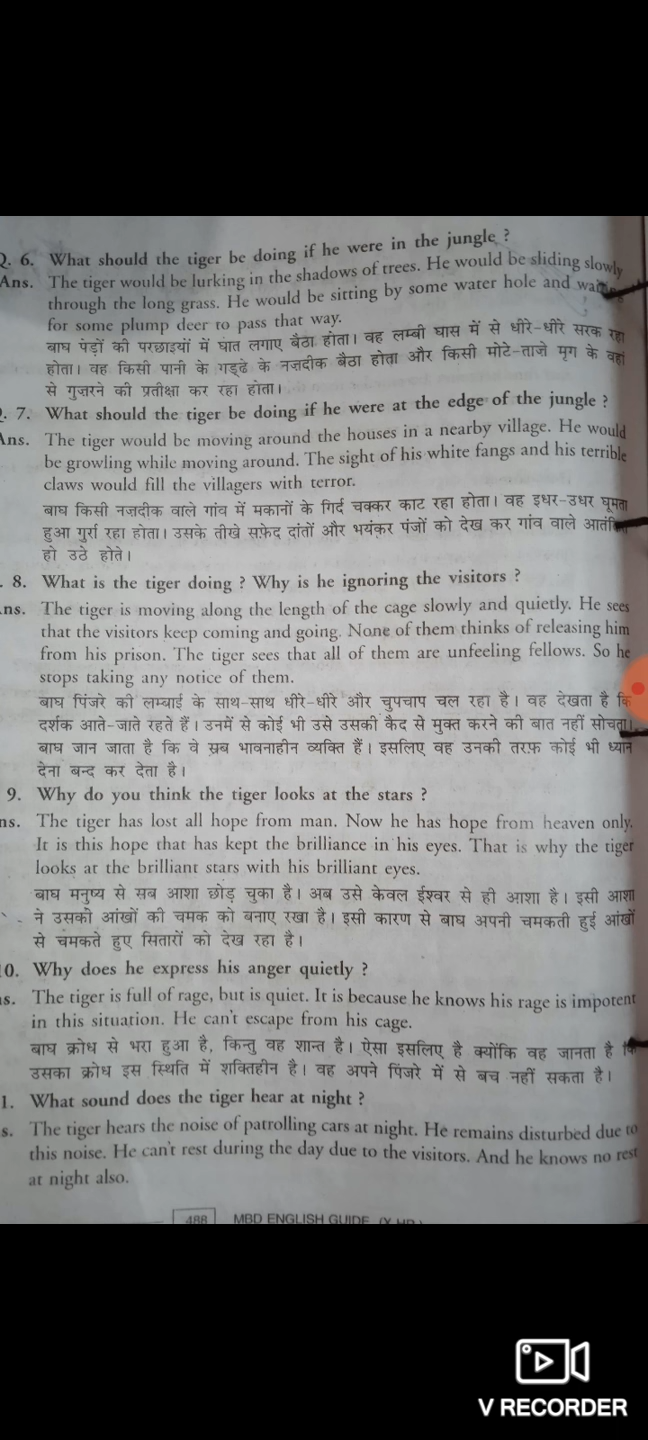 Q. 6. What should the tiger be doing if he were in the jungle ?
Ans. The tiger would be lurking in the shadows of trees. He would be sliding slowly
through the long grass. He would be sitting by some water hole and
for some plump deer to pass that way.
बाघ पेड़ों की परछाइयों में घात लगाए बैठा होता। वह लम्बी घास में से धीरे-धीरे सरक रहा
होता। वह किसी पानी के गड्ढे के नज़दीक बैठा होता और किसी मोटे-ताज़े मृग के वहां
से गुज़रने की प्रतीक्षा कर रहा होता।
. 7. What should the tiger be doing if he were at the edge of the jungle ?
Ans. The tiger would be moving around the houses in a nearby village. He would
be growling while moving around. The sight of his white fangs and his terrible
claws would fill the villagers with terror.
बाघ किसी नज़दीक वाले गांव में मकानों के गिर्द चक्कर काट रहा होता। वह इधर-उधर घूमता
हुआ गुर्रा रहा होता। उसके तीखे सफ़ेद दांतों और भयंकर पंजों को देख कर गांव वाले
हो उठे होते।
. 8. What is the tiger doing ? Why is he ignoring the visitors ?
ns. The tiger is moving along the length of the cage slowly and quietly. He sees
that the visitors keep coming and going. None of them thinks of releasing him
from his prison. The tiger sees that all of them are unfeeling fellows. So he
stops taking any notice of them.
बाघ पिंजरे की लम्बाई के साथ-साथ धीरे-धीरे और चुपचाप चल रहा है। वह देखता है कि
दर्शक आते-जाते रहते हैं। उनमें से कोई भी उसे उसकी कैद से मुक्त करने की बात नहीं सोचता।
बाघ जान जाता है कि वे सब भावनाहीन व्यक्ति हैं। इसलिए वह उनकी तरफ़ कोई भी ध्यान
देना बन्द कर देता है।
9. Why do you think the tiger looks at the stars ?
ns. The tiger has lost all hope from man. Now he has hope from heaven only.
It is this hope that has kept the brilliance in his eyes. That is why the tiger
looks at the brilliant stars with his brilliant eyes.
बाघ मनुष्य से सब आशा छोड़ चुका है। अब उसे केवल ईश्वर से ही आशा है। इसी आशा
ने उसकी आंखों की चमक को बनाए रखा है। इसी कारण से बाघ अपनी चमकती हुई आंखों
से चमकते हुए सितारों को देख रहा है।
10. Why does he express his anger quietly ?
s. The tiger is full of rage, but is quiet. It is because he knows his rage is impotent
in this situation. He can't escape from his cage.
बाघ क्रोध से भरा हुआ है, किन्तु वह शान्त है। ऐसा इसलिए है क्योंकि वह जानता है कि
उसका क्रोध इस स्थिति में शक्तिहीन है। वह अपने पिंजरे में से बच नहीं सकता है।
1. What sound does the tiger hear at night ?
s. The tiger hears the noise of patrolling cars at night. He remains disturbed due to
this noise. He can't rest during the day due to the visitors. And he knows no rest
at night also.
488 MBD ENGLISH GUIDE
V RECORDER